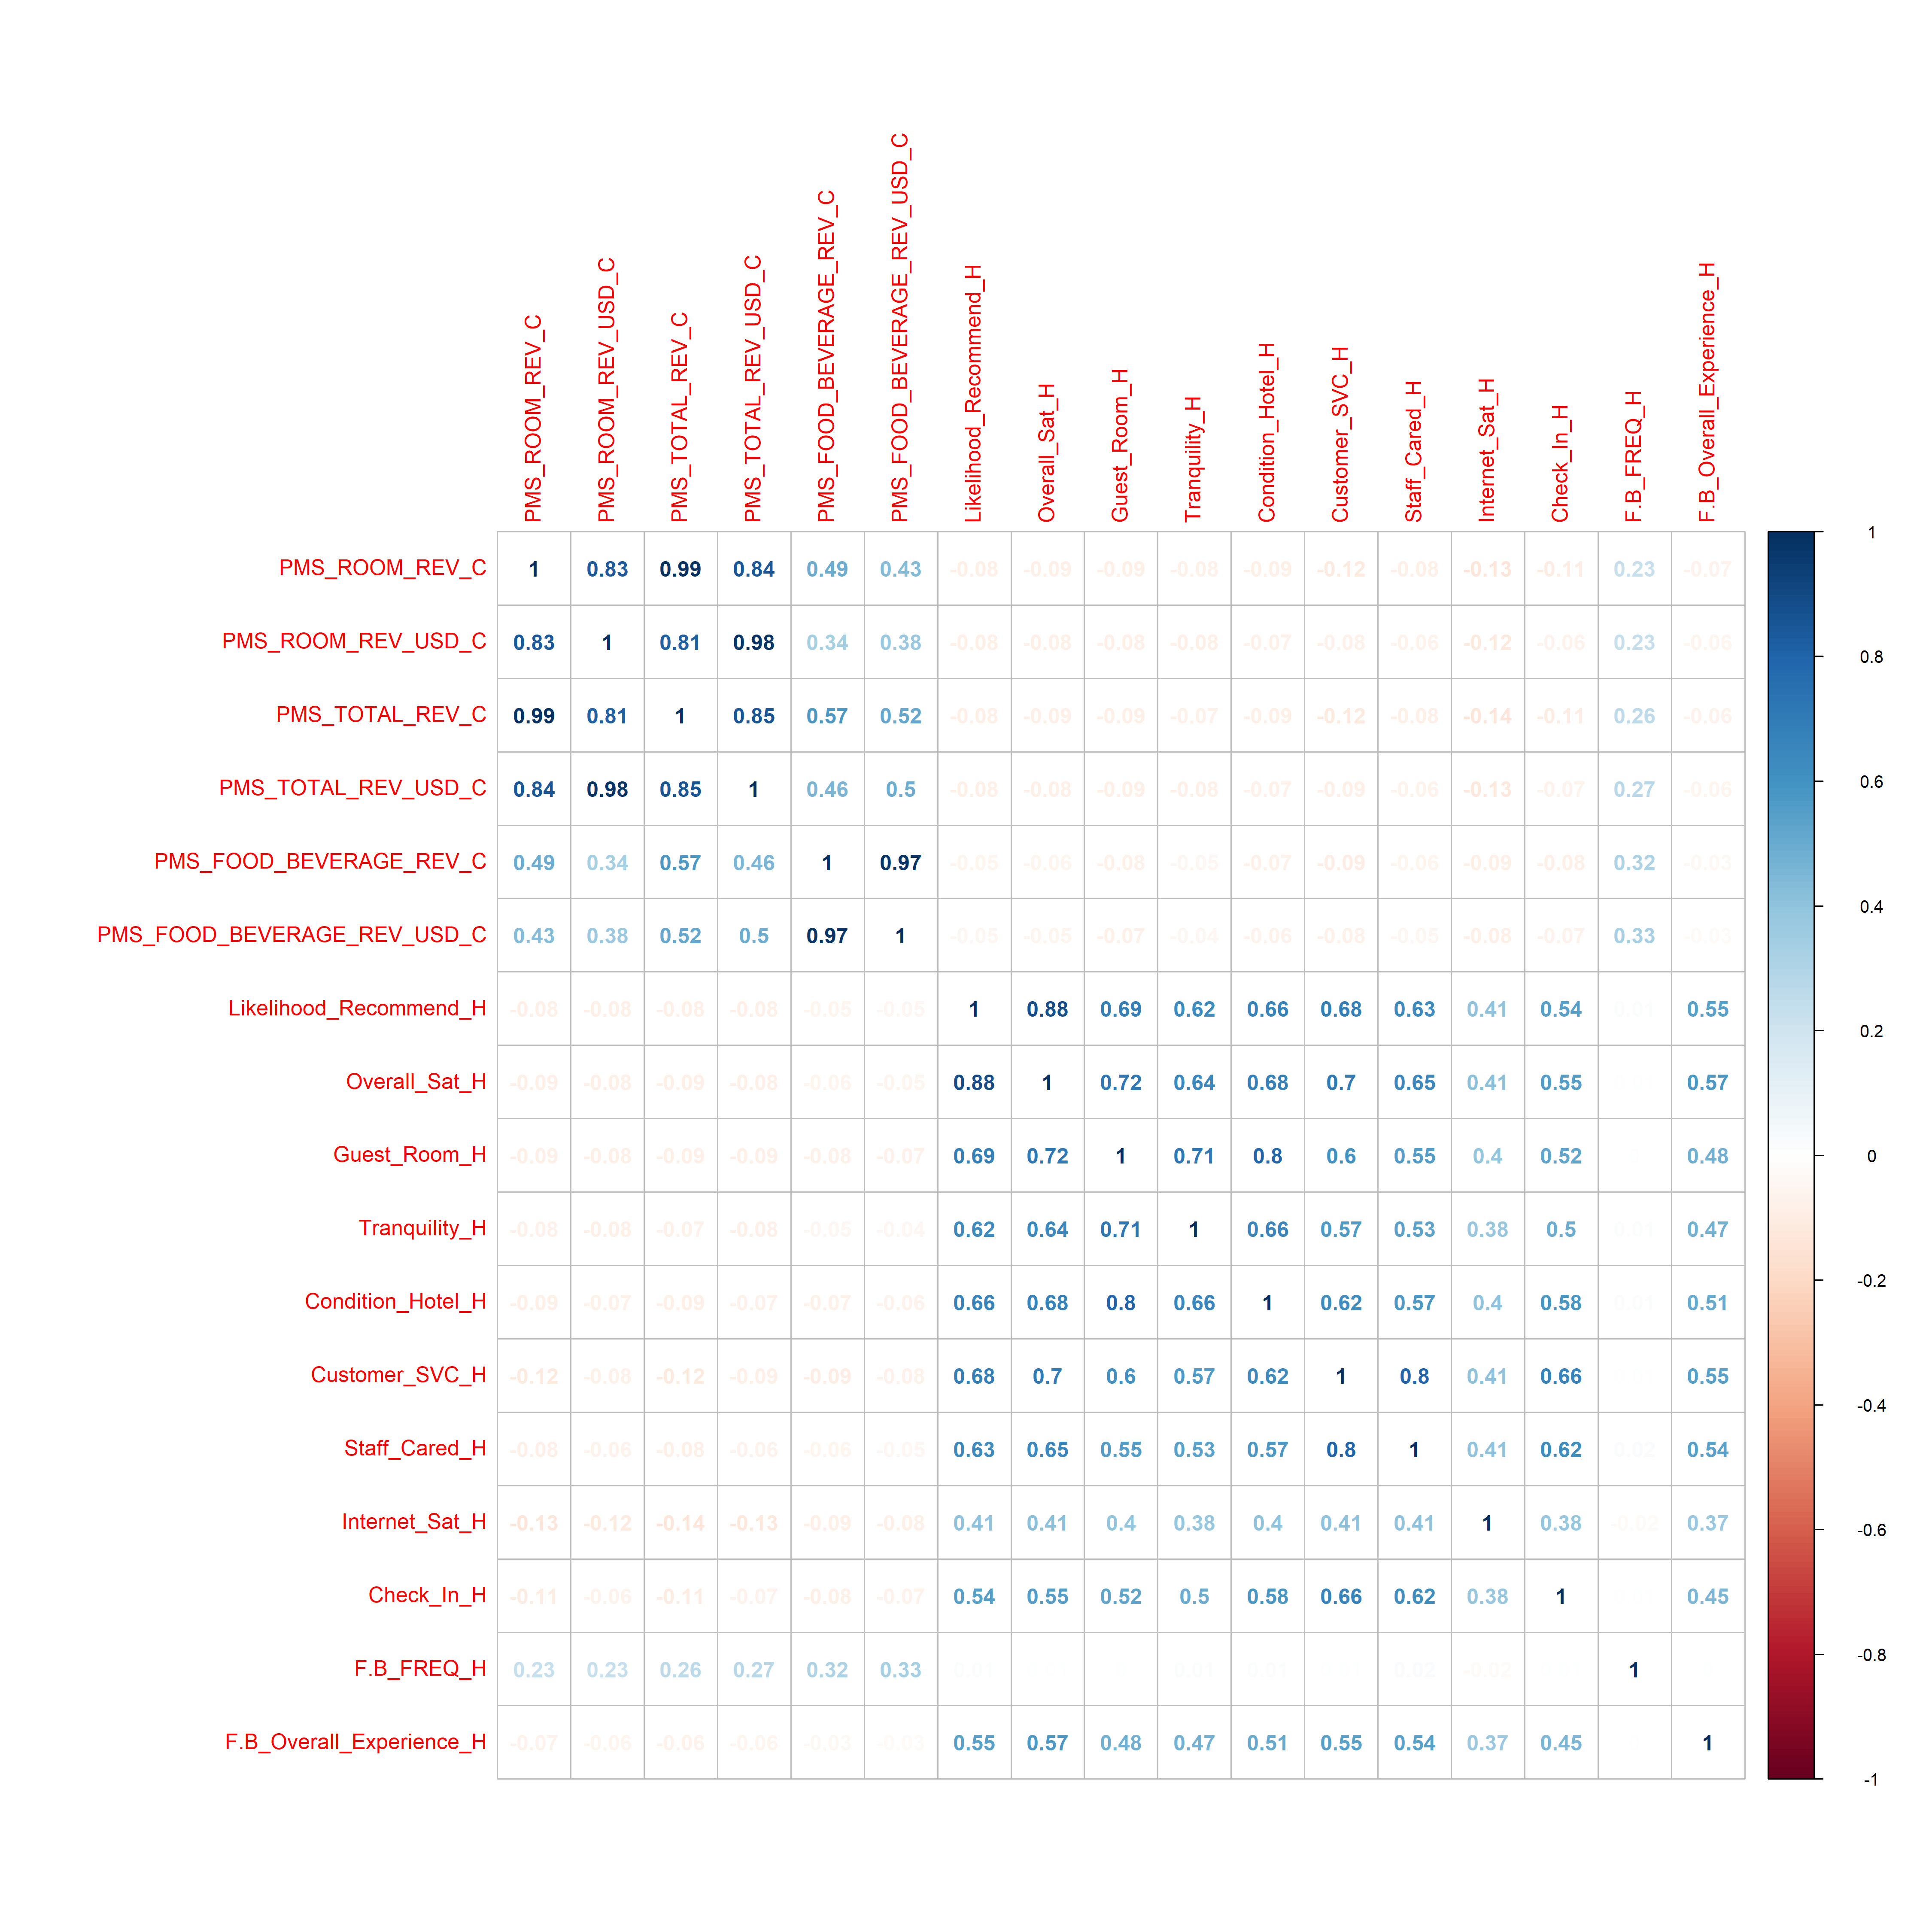 PMS_ROOM_REV_C
PMS_ROOM_REV_USD_C
PMS_TOTAL_REV_C
PMS_TOTAL_REV_USD_C
PMS_FOOD_BEVERAGE_REV_C
PMS_FOOD_BEVERAGE_REV_USD_C
Likelihood_Recommend_H
Overall_Sat_H
Guest_Room_H
Tranquility_H
Condition_Hotel_H
Customer_SVC_H
Staff_Cared_H
Internet_Sat_H
Check_In_H
F.B_FREQ_H
F.B_Overall_Experience_H
PMS_ROOM_REV_C 1 0.83 0.99 0.84 0.49 0.43 -0.08 -0.09 -0.09 -0.08 -0.09 -0.12 -0.08 -0.13 -0.11 0.23 -0.07
PMS_ROOM_REV_USD_C 0.83 1 0.81 0.98 0.34 0.38 -0.08 -0.08 -0.08 -0.08 -0.07 -0.08 -0.06 -0.12 -0.06 0.23 -0.06
PMS_TOTAL_REV_C 0.99 0.81 1 0.85 0.57 0.52 -0.08 -0.09 -0.09 -0.07 -0.09 -0.12 -0.08 -0.14 -0.11 0.26 -0.06
PMS_TOTAL_REV_USD_C 0.84 0.98 0.85 1 0.46 0.5 -0.08 -0.08 -0.09 -0.08 -0.07 -0.09 -0.06 -0.13 -0.07 0.27 -0.06
PMS_FOOD_BEVERAGE_REV_C 0.49 0.34 0.57 0.46 1 0.97 -0.05 -0.06 -0.08 -0.05 -0.07 -0.09 -0.06 -0.09 -0.08 0.32 -0.03
PMS_FOOD_BEVERAGE_REV_USD_C 0.43 0.38 0.52 0.5 0.97 1 -0.05 -0.05 -0.07 -0.04 -0.06 -0.08 -0.05 -0.08 -0.07 0.33 -0.03
Likelihood_Recommend_H -0.08 -0.08 -0.08 -0.08 -0.05 -0.05 1 0.88 0.69 0.62 0.66 0.68 0.63 0.41 0.54 0.01 0.55
Overall_Sat_H -0.09 -0.08 -0.09 -0.08 -0.06 -0.05 0.88 1 0.72 0.64 0.68 0.7 0.65 0.41 0.55 0.57
Guest_Room_H -0.09 -0.08 -0.09 -0.09 -0.08 -0.07 0.69 0.72 1 0.71 0.8 0.6 0.55 0.4 0.52 0.48
Tranquility_H -0.08 -0.08 -0.07 -0.08 -0.05 -0.04 0.62 0.64 0.71 1 0.66 0.57 0.53 0.38 0.5 0.01 0.47
Condition_Hotel_H -0.09 -0.07 -0.09 -0.07 -0.07 -0.06 0.66 0.68 0.8 0.66 1 0.62 0.57 0.4 0.58 0.01 0.51
Customer_SVC_H -0.12 -0.08 -0.12 -0.09 -0.09 -0.08 0.68 0.7 0.6 0.57 0.62 1 0.8 0.41 0.66 0.55
Staff_Cared_H -0.08 -0.06 -0.08 -0.06 -0.06 -0.05 0.63 0.65 0.55 0.53 0.57 0.8 1 0.41 0.62 0.02 0.54
Internet_Sat_H -0.13 -0.12 -0.14 -0.13 -0.09 -0.08 0.41 0.41 0.4 0.38 0.4 0.41 0.41 1 0.38 -0.02 0.37
Check_In_H -0.11 -0.06 -0.11 -0.07 -0.08 -0.07 0.54 0.55 0.52 0.5 0.58 0.66 0.62 0.38 1 0.45
F.B_FREQ_H 0.23 0.23 0.26 0.27 0.32 0.33 0.01 0.01 0.01 0.02 -0.02 1
F.B_Overall_Experience_H -0.07 -0.06 -0.06 -0.06 -0.03 -0.03 0.55 0.57 0.48 0.47 0.51 0.55 0.54 0.37 0.45 1
1
0.8
0.6
0.4
0.2
0
-0.2
-0.4
-0.6
-0.8
-1